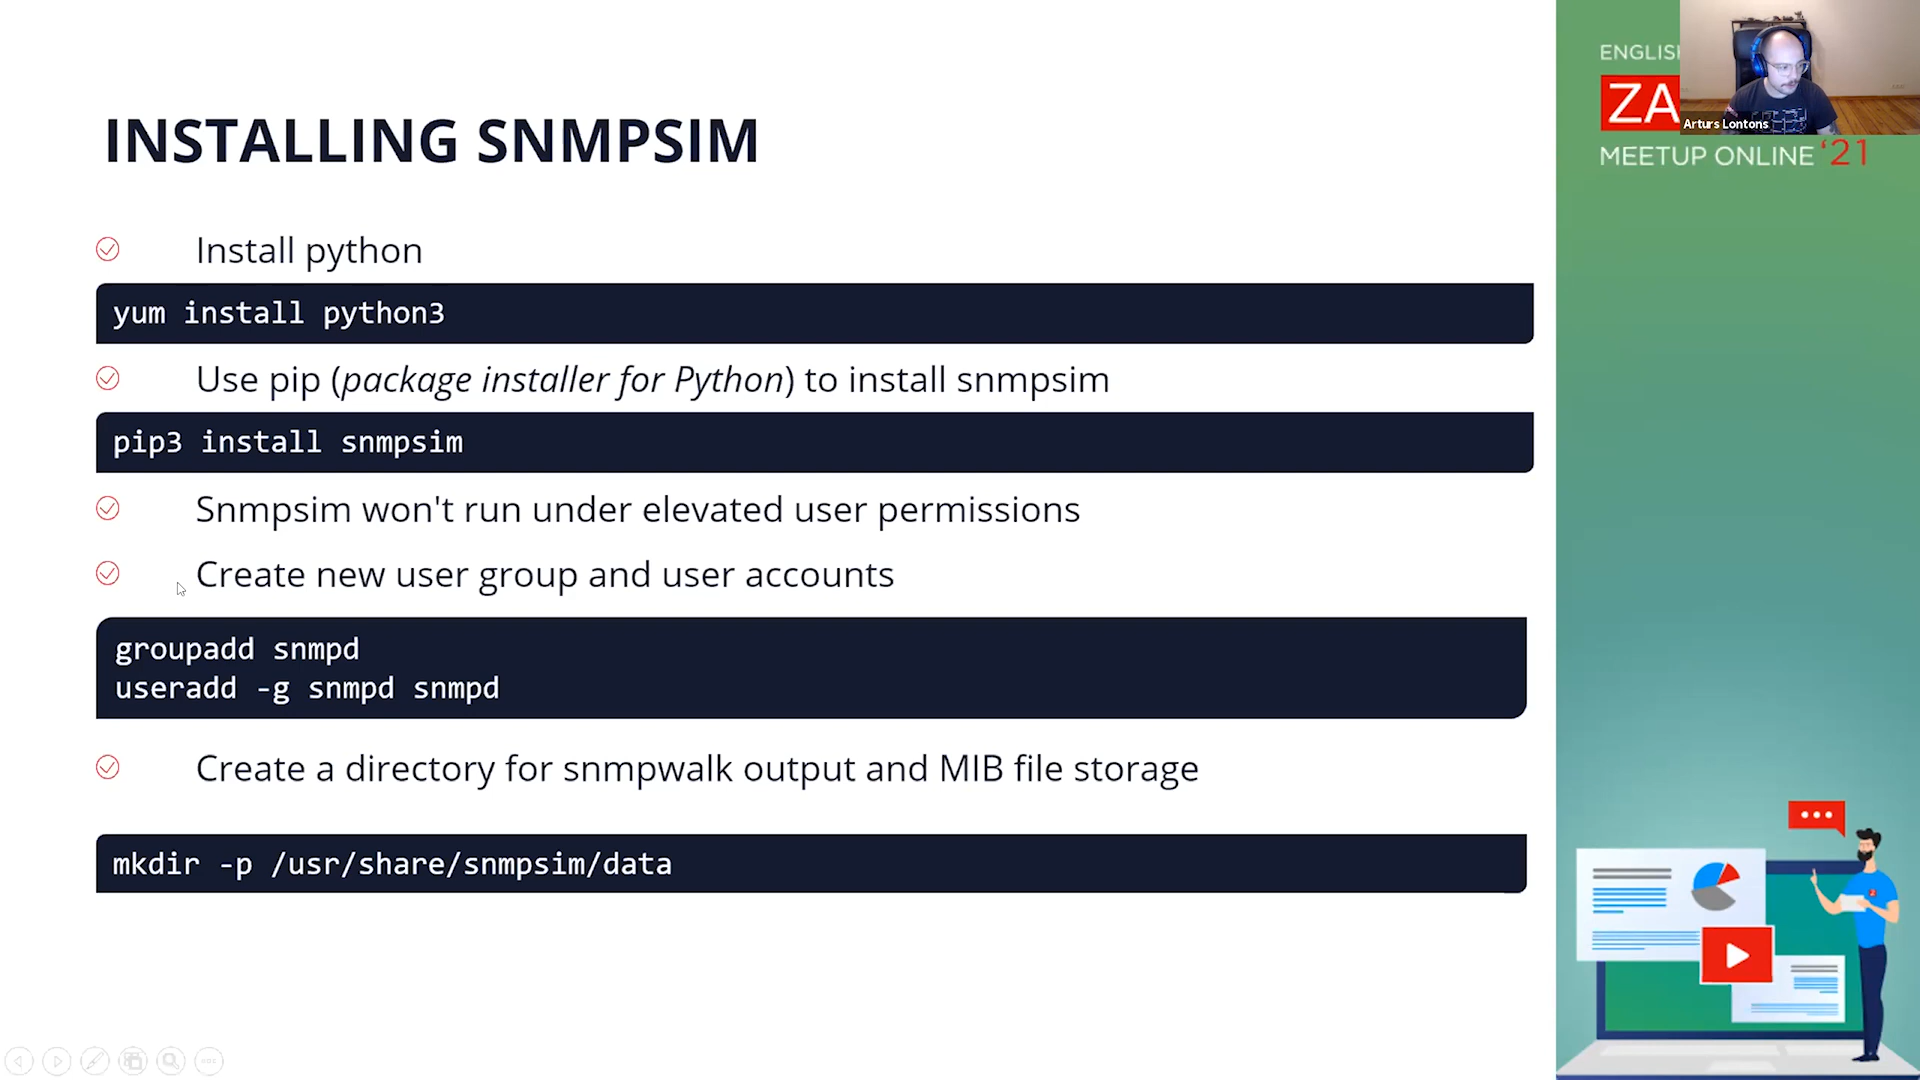 INSTALLING SNMPSIM
Install python
yum install python3
Use pip (package installer for Python) to install snmpsim
pip3 install snmpsim
Snmpsim won't run under elevated user permissions
Create new user group and user accounts
groupadd snmpd
useradd -g snmpd snmpd
Create a directory for snmpwalk output and MIB file storage
mkdir -p /usr/share/snmpsim/data
ENGLIS
ZA
Arturs Lontons
MEETUP ONLINE '21